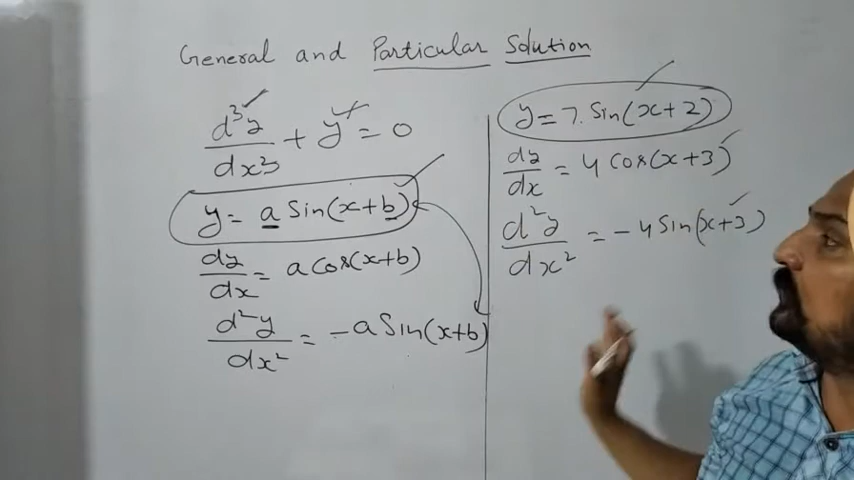 General and Particular Solution
d³y/dx³ + y = 0
y = a Sin(x+b)
dy/dx = a cos(x+b)
d²y/dx² = -a Sin(x+b)
y = 7. Sin(x+2)
dy/dx = 4 cos(x+3)
d²y/dx² = -4 Sin(x+3)